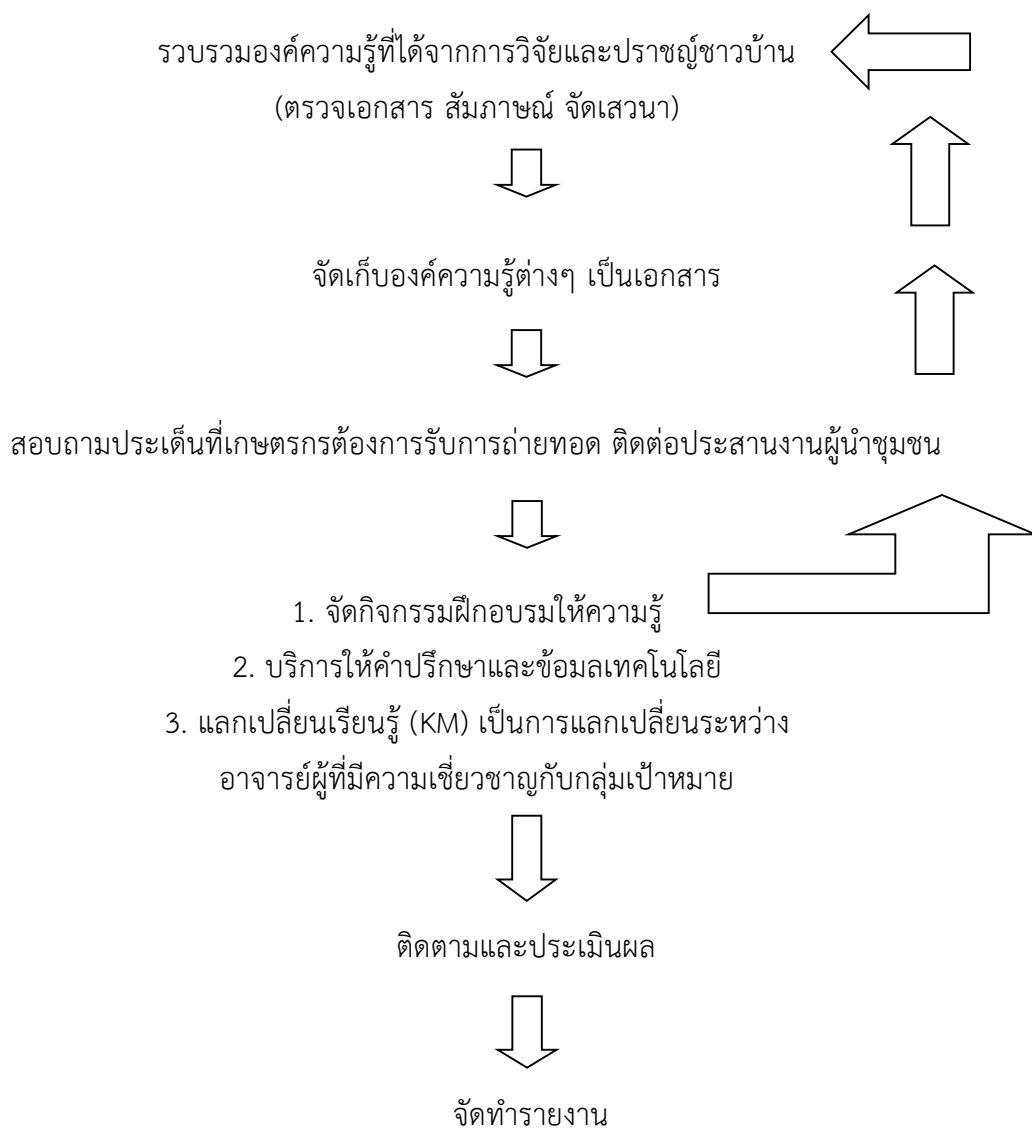 รวบรวมองค์ความรู้ที่ได้จากการวิจัยและปราชญ์ชาวบ้าน
(ตรวจเอกสาร สัมภาษณ์ จัดเสวนา)
จัดเก็บองค์ความรู้ต่างๆ เป็นเอกสาร
สอบถามประเด็นที่เกษตรกรต้องการรับการถ่ายทอด ติดต่อประสานงานผู้นำชุมชน
1. จัดกิจกรรมฝึกอบรมให้ความรู้
2. บริการให้คำปรึกษาและข้อมลเทคโนโลยี
3. แลกเปลี่ยนเรียนรู้ (KM) เป็นการแลกเปลี่ยนระหว่าง
อาจารย์ผู้ที่มีความเชี่ยวชาญกับกลุ่มเป้าหมาย
ติดตามและประเมินผล
จัดทำรายงาน